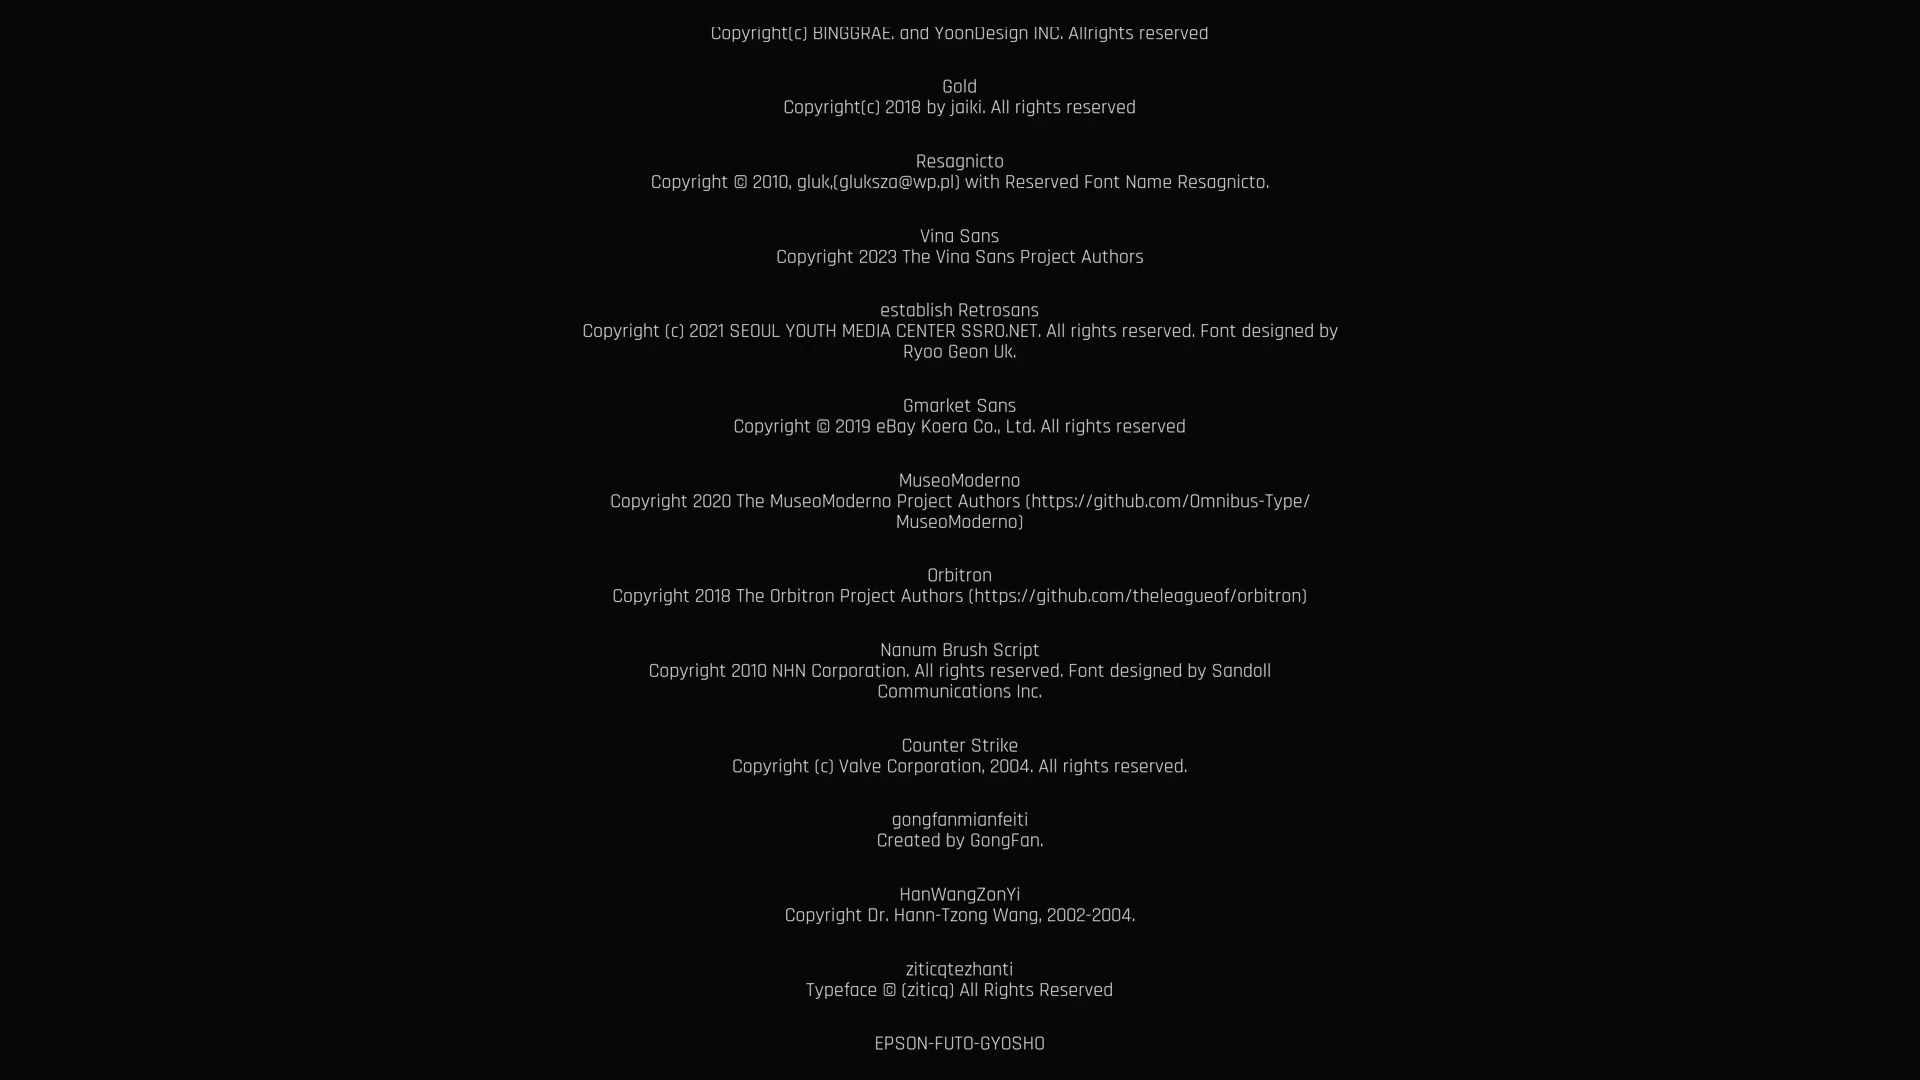 Copyright(c) BINGGRAE. and YoonDesign INC. Allrights reserved
Gold
Copyright(c) 2018 by jaiki. All rights reserved
Resagnicto
Copyright © 2010, gluk,(gluksza@wp.pl) with Reserved Font Name Resagnicto.
Vina Sans
Copyright 2023 The Vina Sans Project Authors
establish Retrosans
Copyright (c) 2021 SEOUL YOUTH MEDIA CENTER SSRO.NET. All rights reserved. Font designed by
Ryoo Geon Uk.
Gmarket Sans
Copyright © 2019 eBay Koera Co., Ltd. All rights reserved
MuseoModerno
Copyright 2020 The MuseoModerno Project Authors (https://github.com/Omnibus-Type/
MuseoModerno)
Orbitron
Copyright 2018 The Orbitron Project Authors (https://github.com/theleagueof/orbitron)
Nanum Brush Script
Copyright 2010 NHN Corporation. All rights reserved. Font designed by Sandoll
Communications Inc.
Counter Strike
Copyright (c) Valve Corporation, 2004. All rights reserved.
gongfanmianfeiti
Created by GongFan.
HanWangZonYi
Copyright Dr. Hann-Tzong Wang, 2002-2004.
ziticqtezhanti
Typeface © (ziticq) All Rights Reserved
EPSON-FUTO-GYOSHO